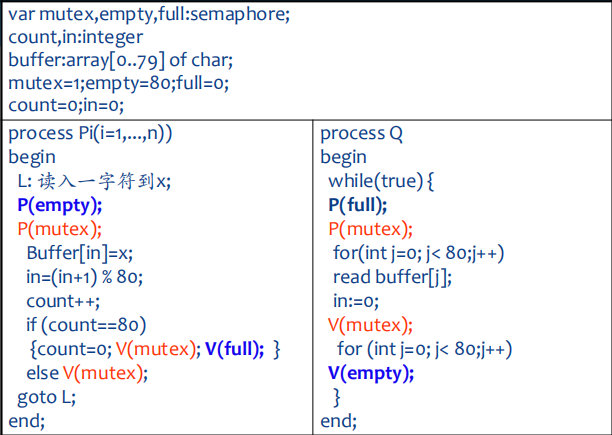 var mutex,empty,full:semaphore;
count,in:integer
buffer:array[0..79] of char;
mutex=1;empty=80;full=0;
count=0;in=0;
process Pi(i=1,...,n))
begin
L: 读入一字符到x;
P(empty);
P(mutex);
Buffer[in]=x;
in=(in+1) % 80;
count++;
if (count==80)
{count=0; V(mutex); V(full); }
else V(mutex);
goto L;
end;
process Q
begin
while(true) {
P(full);
P(mutex);
for(int j=0; j< 80;j++)
read buffer[j];
in:=0;
V(mutex);
for (int j=0; j< 80;j++)
V(empty);
}
end;